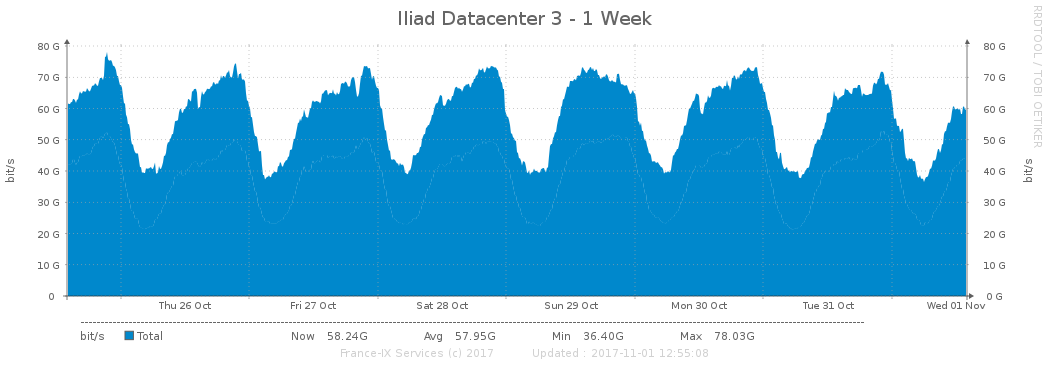 Iliad Datacenter 3 - 1 Week
RRDTOOL / TOBI OETIKER
bit/s
80 G 80 G
70 G 70 G
60 G 60 G
50 G 50 G
40 G 40 G
30 G 30 G
20 G 20 G
10 G 10 G
0 0 G
bit/s
Thu 26 Oct Fri 27 Oct Sat 28 Oct Sun 29 Oct Mon 30 Oct Tue 31 Oct Wed 01 Nov
bit/s Total Now 58.24G Avg 57.95G Min 36.40G Max 78.03G
France-IX Services (c) 2017 Updated : 2017-11-01 12:55:08